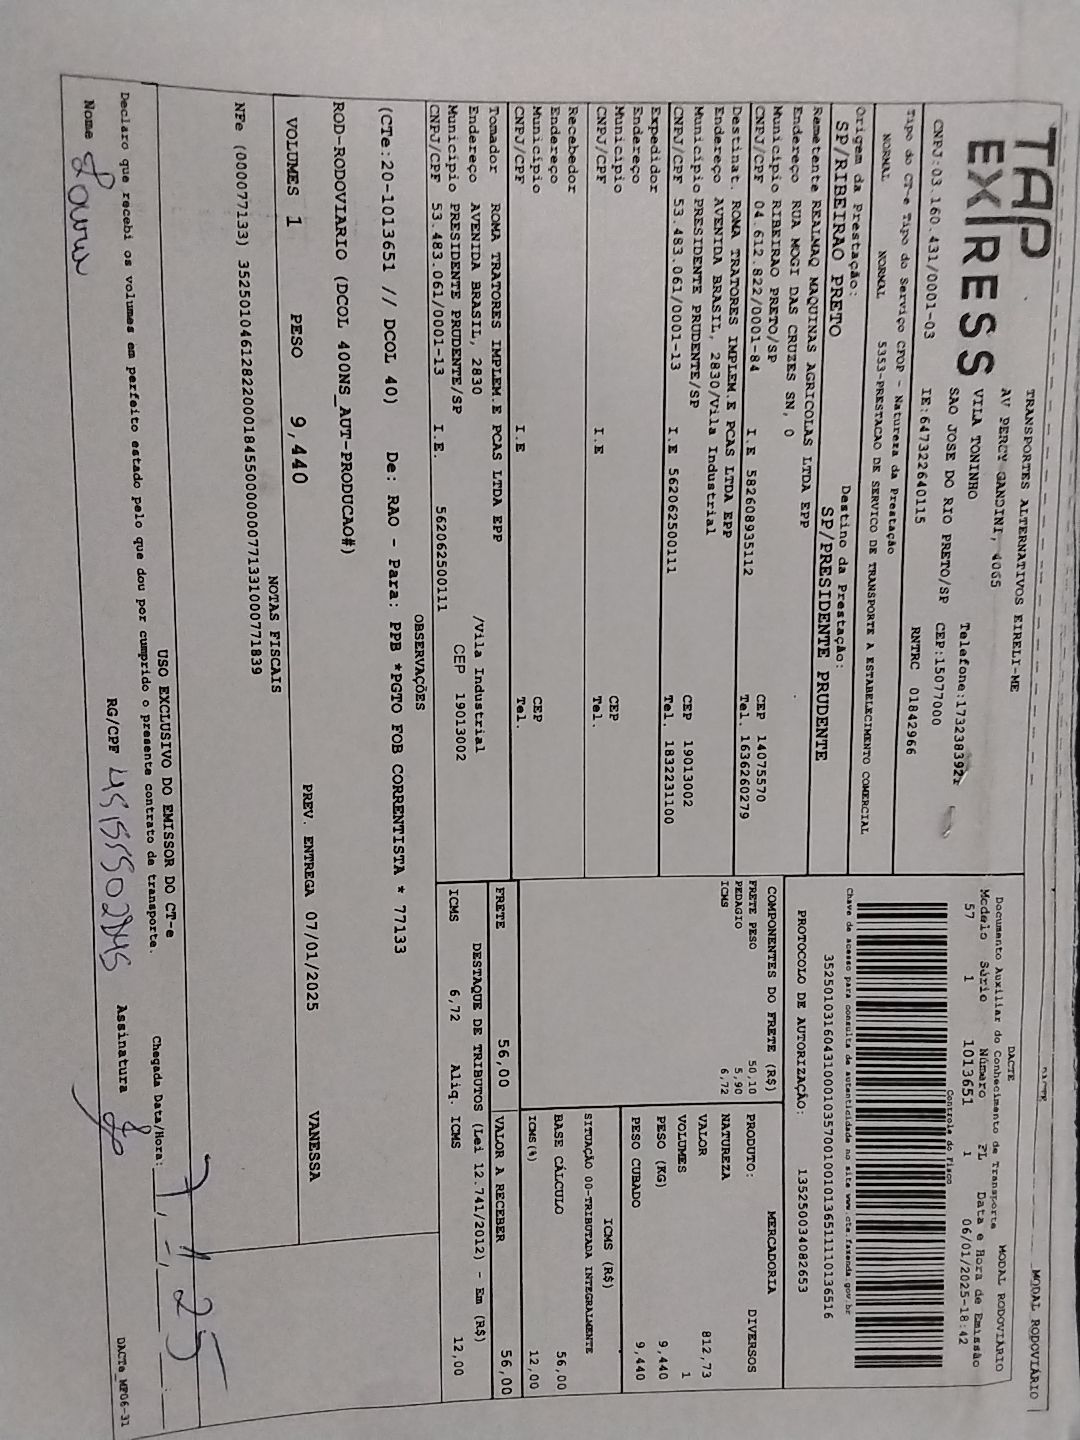 DACTE
MODAL RODOVIÁRIO
TAP
EX|RESS
TRANSPORTES ALTERNATIVOS EIRELI-ME
AV PERCY GANDINI, 4065
VILA TONINHO
SAO JOSE DO RIO PRETO/SP
CEP:15077000
CNPJ:03.160.431/0001-03
IE:647322640115
RNTRC 01842966
DACTE
MODAL RODOVIÁRIO
Documento Auxiliar do Conhecimento de Transporte
Modelo Série Número FL Data e Hora de Emissão
57 1 1013651 1 06/01/2025-18:42
Controle do Fisco
Chave de acesso para consulta de autenticidade no site www.cte.fazenda.gov.br
Tipo do CT-e Tipo do Serviço CFOP - Natureza da Prestação
NORMAL NORMAL 5353-PRESTACAO DE SERVICO DE TRANSPORTE A ESTABELECIMENTO COMERCIAL
PROTOCOLO DE AUTORIZAÇÃO: 135250034082653
Origem da Prestação: Destino da Prestação:
SP/RIBEIRAO PRETO SP/PRESIDENTE PRUDENTE
Remetente REALMAQ MAQUINAS AGRICOLAS LTDA EPP
Endereço RUA MOGI DAS CRUZES SN, 0
Município RIBEIRAO PRETO/SP CEP 14075570
CNPJ/CPF 04.612.822/0001-84 I.E 582608935112 Tel. 1636260279
Destinat. ROMA TRATORES IMPLEM.E PCAS LTDA EPP
Endereço AVENIDA BRASIL, 2830/Vila Industrial
Município PRESIDENTE PRUDENTE/SP CEP 19013002
CNPJ/CPF 53.483.061/0001-13 I.E 562062500111 Tel. 1832231100
Expedidor
Endereço
Município CEP
CNPJ/CPF I.E Tel.
Recebedor
Endereço
Município CEP
CNPJ/CPF I.E Tel.
Tomador ROMA TRATORES IMPLEM.E PCAS LTDA EPP
Endereço AVENIDA BRASIL, 2830 /Vila Industrial
Município PRESIDENTE PRUDENTE/SP CEP 19013002
CNPJ/CPF 53.483.061/0001-13 I.E. 562062500111
COMPONENTES DO FRETE (R$)
FRETE PESO 50,10
PEDAGIO 5,90
ICMS 6,72
MERCADORIA
PRODUTO: DIVERSOS
NATUREZA
VALOR 812,73
VOLUMES 1
PESO (KG) 9,440
PESO CUBADO 9,440
ICMS (R$)
SITUAÇÃO 00-TRIBUTADA INTEGRALMENTE
BASE CÁLCULO 56,00
ICMS(%) 12,00
FRETE 56,00 VALOR A RECEBER 56,00
DESTAQUE DE TRIBUTOS (Lei 12.741/2012) - Em (R$)
ICMS 6,72 Aliq. ICMS 12,00
OBSERVAÇÕES
(CTe:20-1013651 // DCOL 40) De: RAO - Para: PPB *PGTO FOB CORRENTISTA * 77133
ROD-RODOVIARIO (DCOL 400NS_AUT-PRODUCAO#)
VOLUMES 1 PESO 9,440 PREV. ENTREGA 07/01/2025 VANESSA
NOTAS FISCAIS
USO EXCLUSIVO DO EMISSOR DO CT-e
Declaro que recebi os volumes em perfeito estado pelo que dou por cumprido o presente contrato de transporte.
Chegada Data/Hora:
Nome RG/CPF Assinatura
DACTe_MP06-31